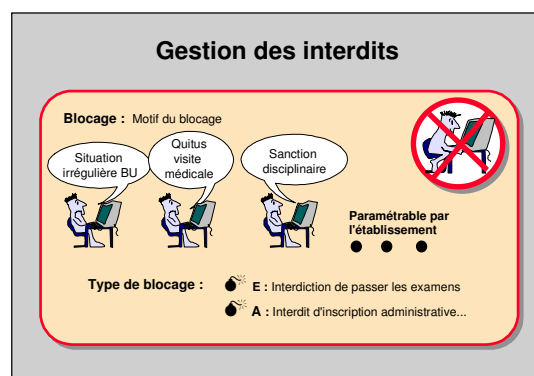 Gestion des interdits
Blocage : Motif du blocage
Situation
irrégulière BU
Quitus
visite
médicale
Sanction
disciplinaire
Paramétrable par
l'établissement
Type de blocage :
E : Interdiction de passer les examens
A : Interdit d'inscription administrative...